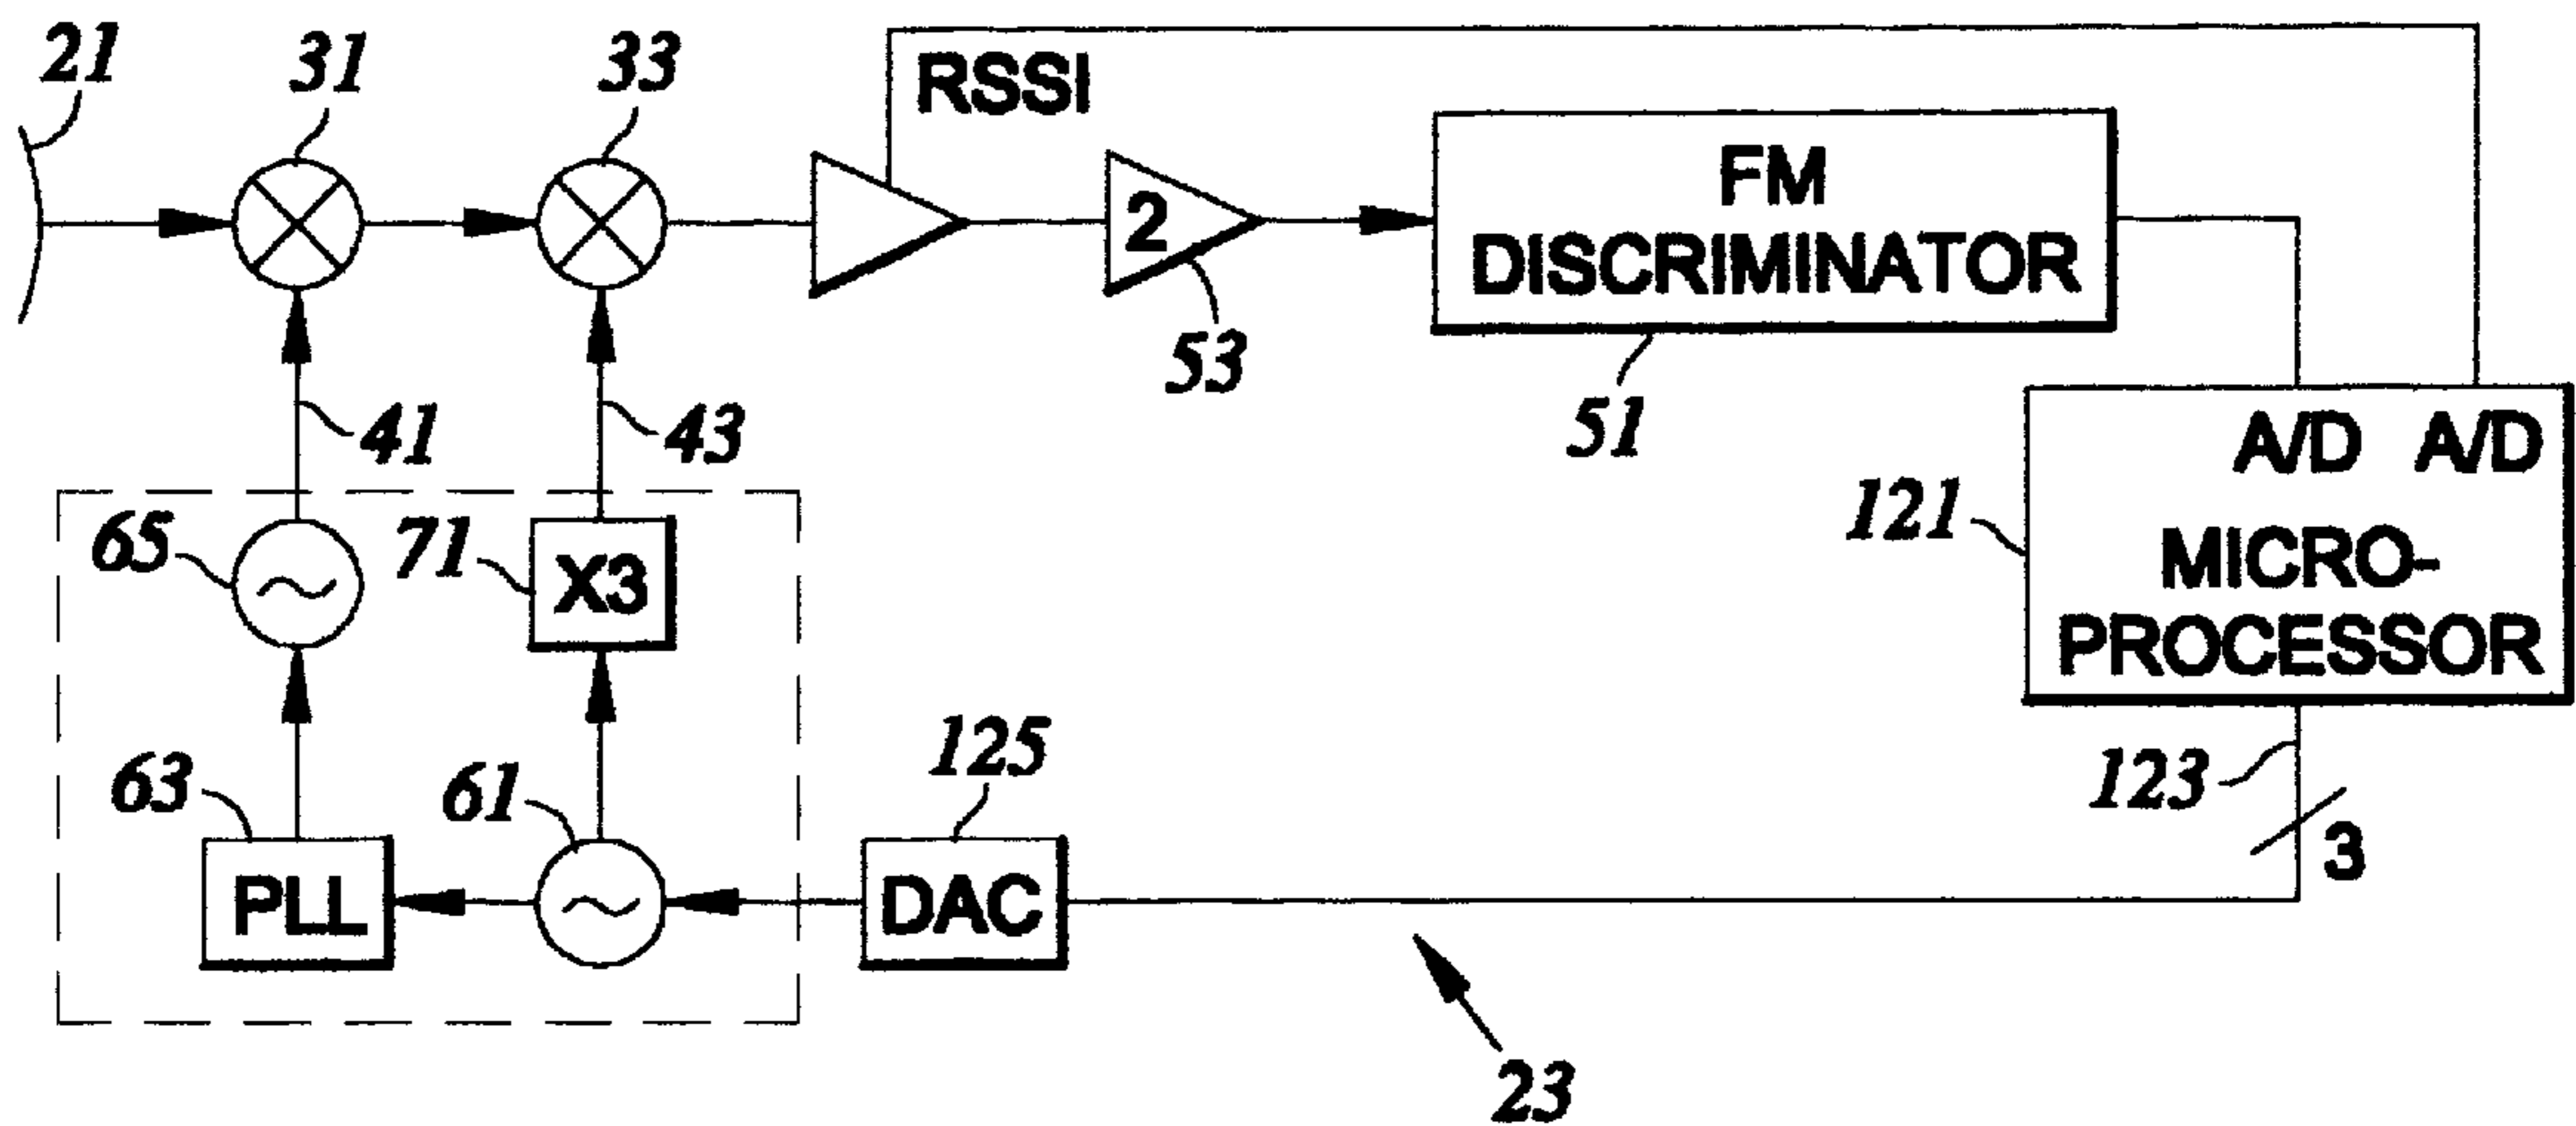 21
31
33
RSSI
2
53
FM
DISCRIMINATOR
51
41
43
A/D A/D
121
MICRO-
PROCESSOR
65
71
X3
123
3
63
61
125
PLL
DAC
23